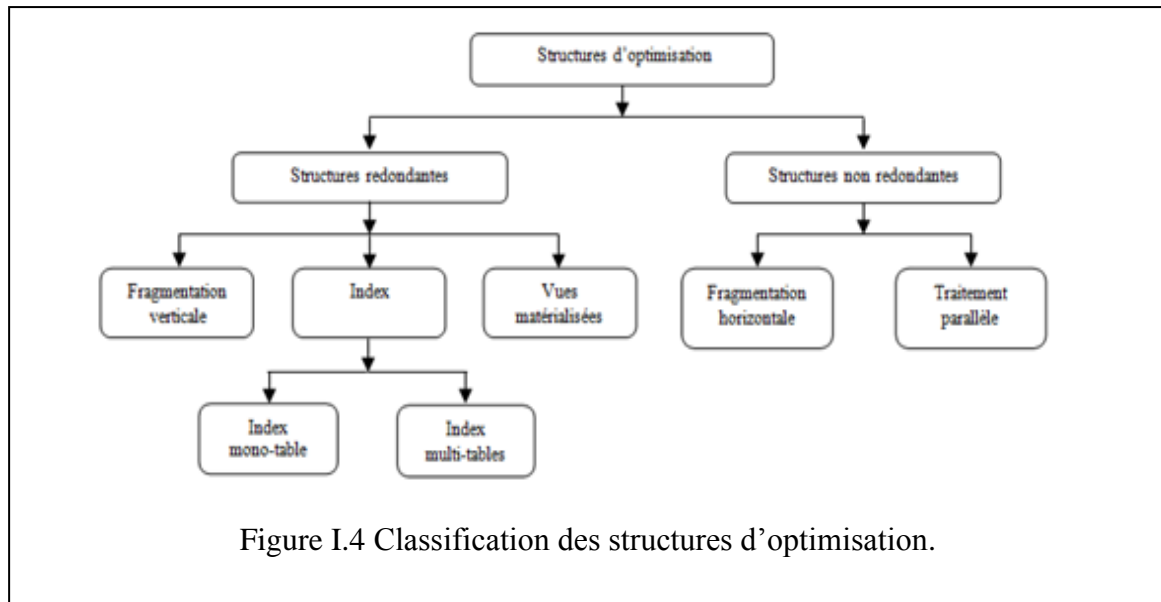 Structures d'optimisation
Structures redondantes
Structures non redondantes
Fragmentation
verticale
Index
Vues
matérialisées
Fragmentation
horizontale
Traitement
parallèle
Index
mono-table
Index
multi-tables
Figure I.4 Classification des structures d'optimisation.